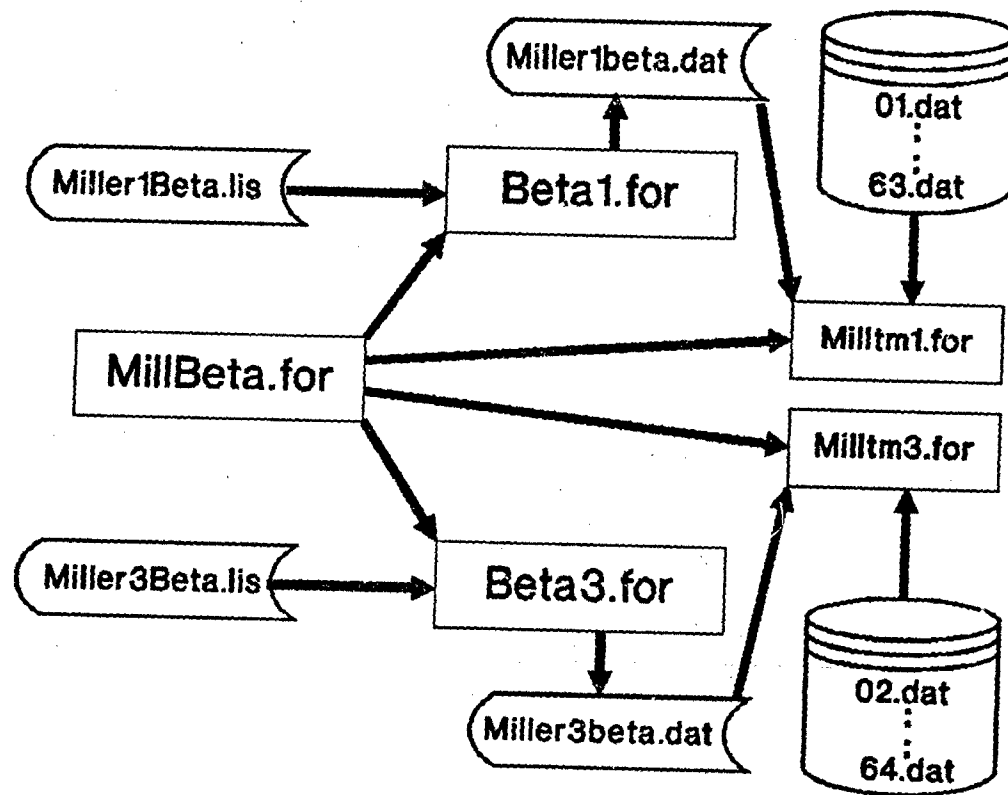 Miller1beta.dat
01.dat
63.dat
Miller1Beta.lis
Beta1.for
Milltm1.for
MillBeta.for
Milltm3.for
Miller3Beta.lis
Beta3.for
02.dat
64.dat
Miller3beta.dat